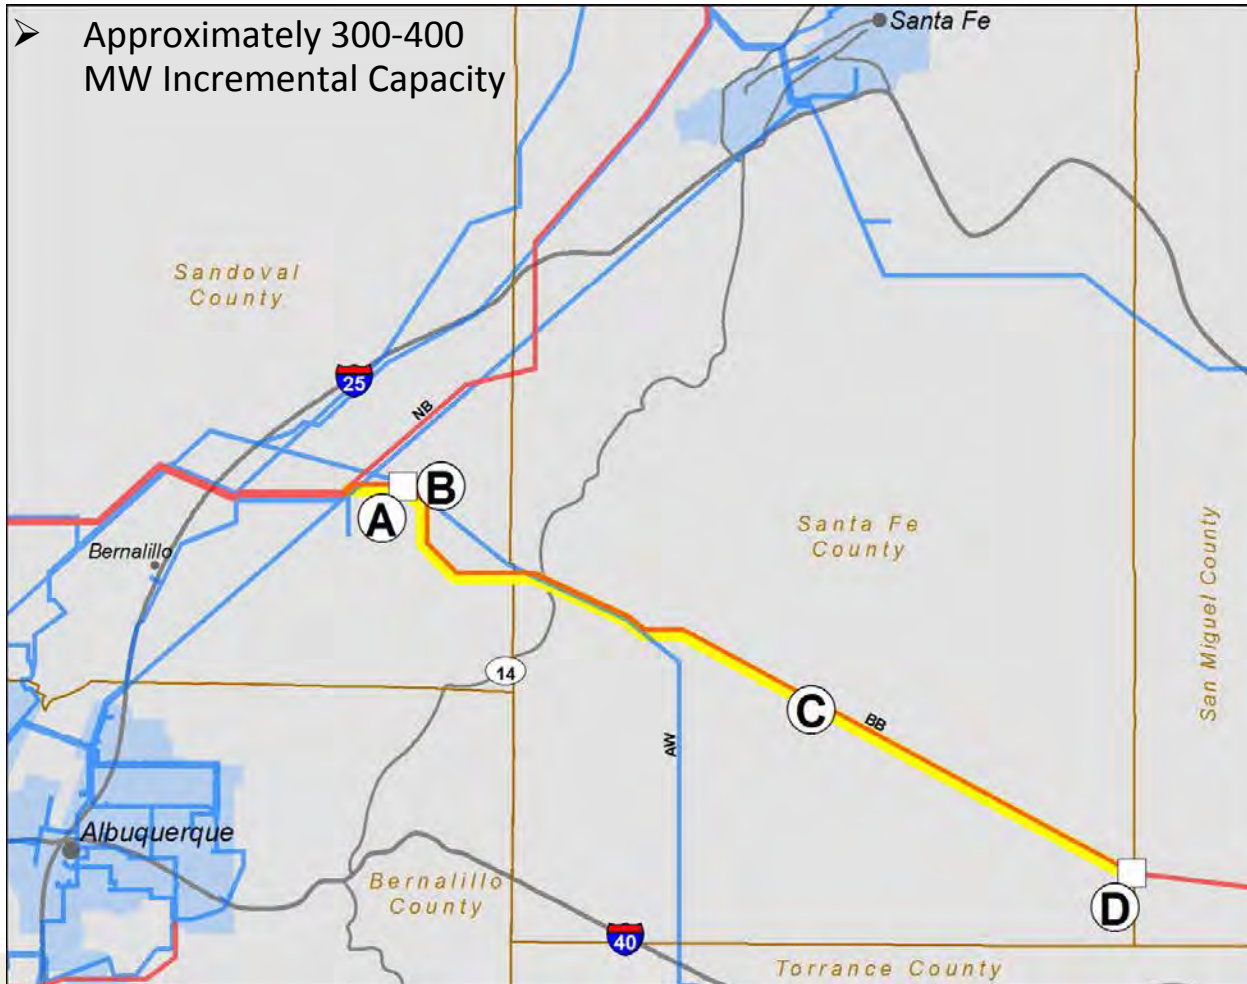 ➢ Approximately 300-400
MW Incremental Capacity
Santa Fe
Sandoval
County
25
NB
B
A
Santa Fe
County
San Miguel County
Bernalillo
14
C
BB
AW
Albuquerque
Bernalillo
County
D
40
Torrance County